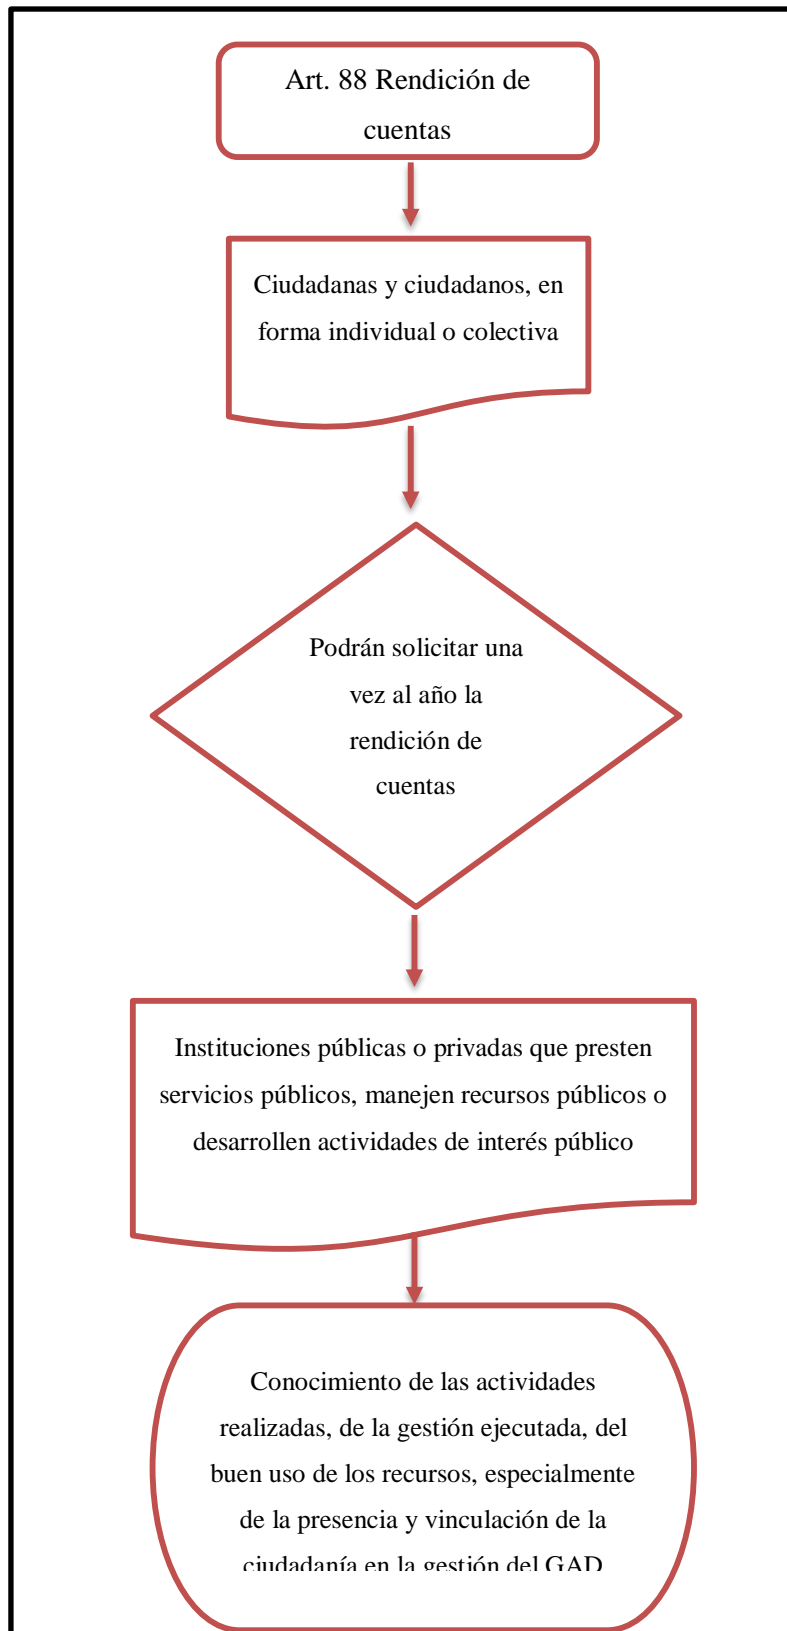 Art. 88 Rendición de
cuentas
Ciudadanas y ciudadanos, en
forma individual o colectiva
Podrán solicitar una
vez al año la
rendición de
cuentas
Instituciones públicas o privadas que presten
servicios públicos, manejen recursos públicos o
desarrollen actividades de interés público
Conocimiento de las actividades
realizadas, de la gestión ejecutada, del
buen uso de los recursos, especialmente
de la presencia y vinculación de la
ciudadanía en la gestión del GAD